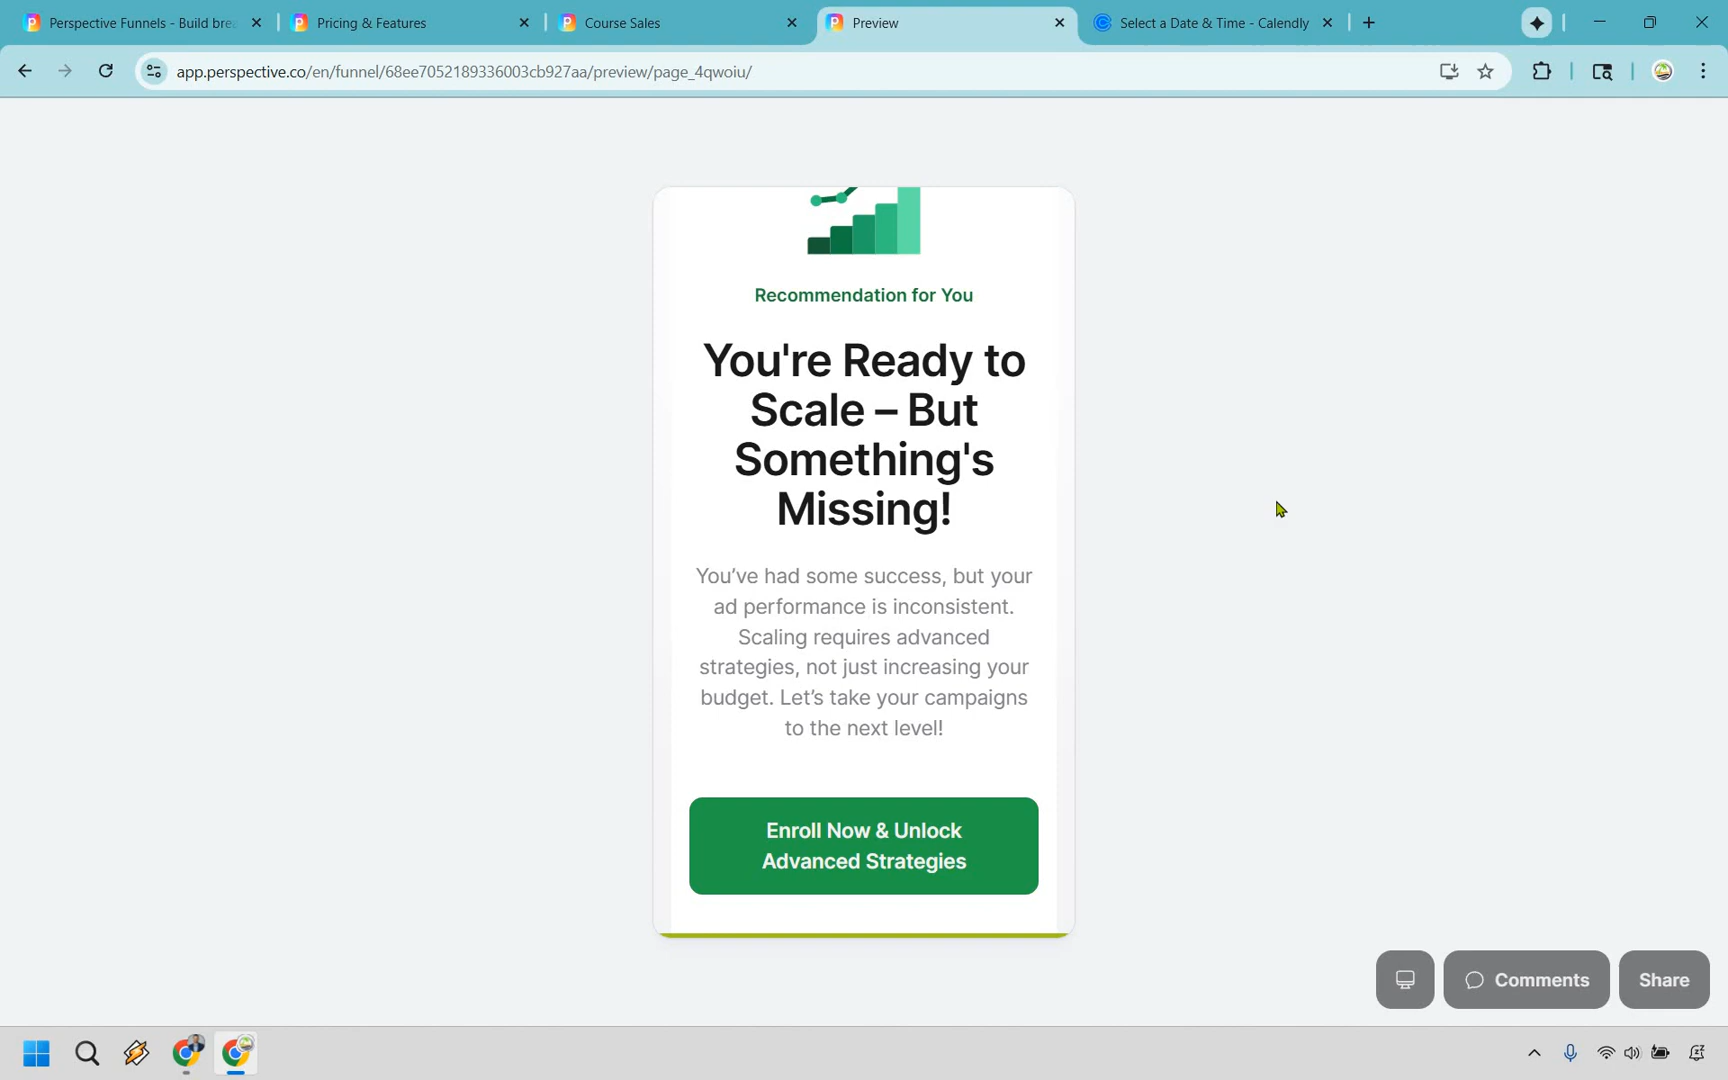 Perspective Funnels - Build brea
Pricing & Features
Course Sales
Preview
Select a Date & Time - Calendly
app.perspective.co/en/funnel/68ee7052189336003cb927aa/preview/page_4qwoiu/
Recommendation for You
You're Ready to
Scale – But
Something's
Missing!
You’ve had some success, but your
ad performance is inconsistent.
Scaling requires advanced
strategies, not just increasing your
budget. Let’s take your campaigns
to the next level!
Enroll Now & Unlock
Advanced Strategies
Comments
Share